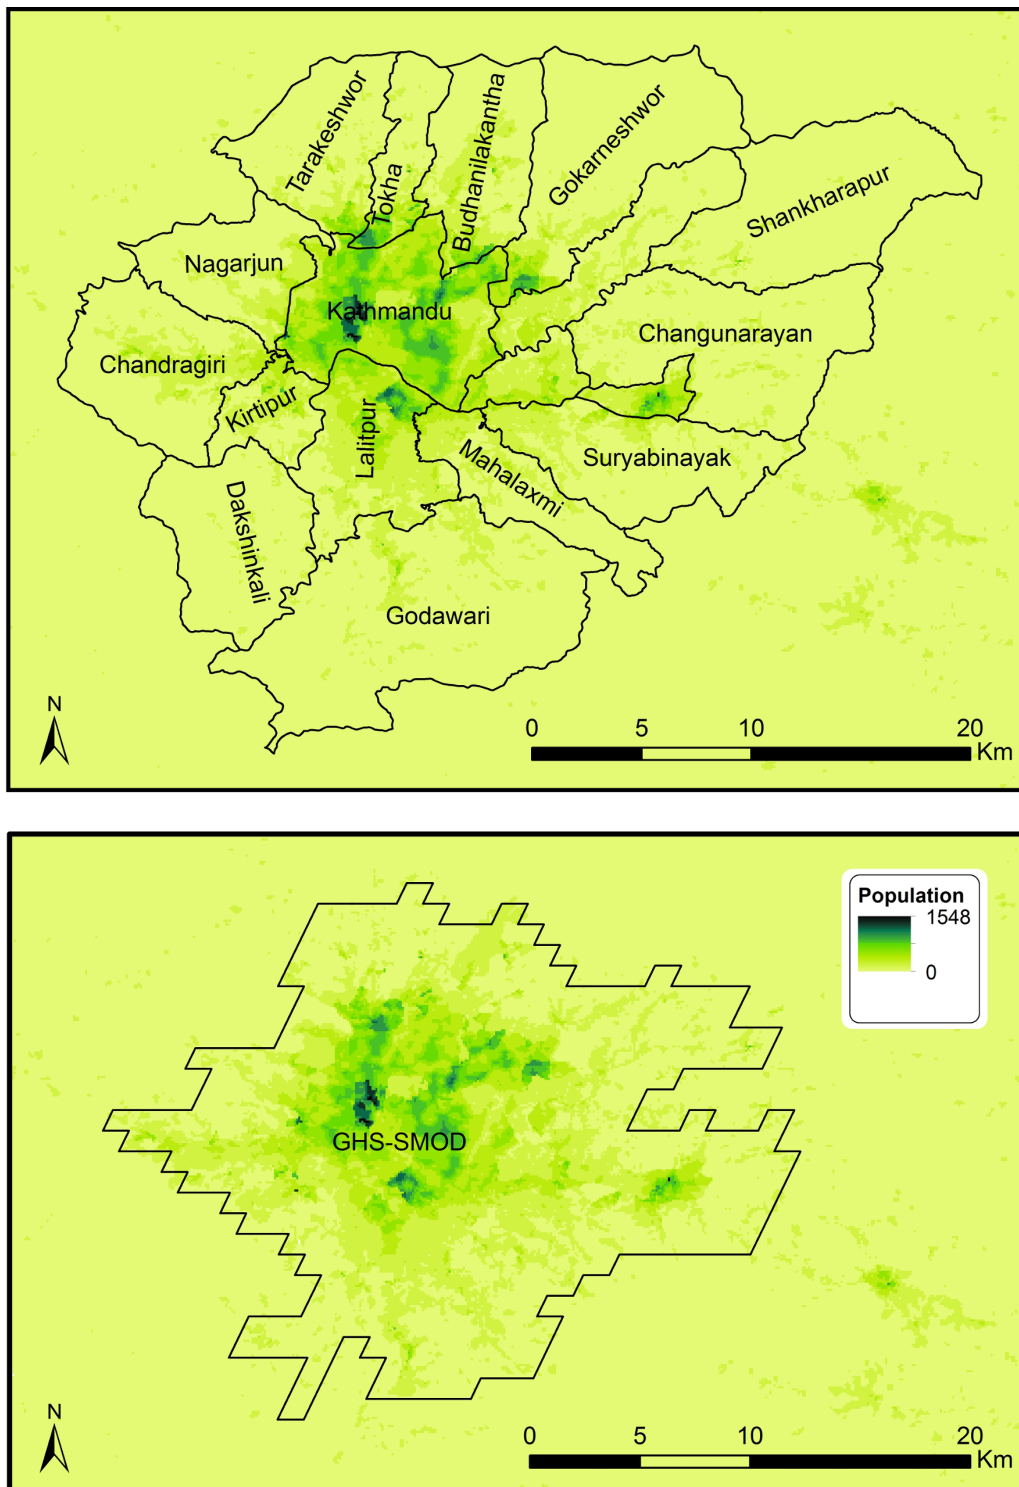 Tarakeshwor
Tokha
Budhanilakantha
Gokarneshwor
Shankharapur
Nagarjun
Kathmandu
Changunarayan
Chandragiri
Kirtipur
Lalitpur
Mahalaxmi
Suryabinayak
Dakshinkali
Godawari
N
0 5 10 20
Km
Population
1548
0
GHS-SMOD
N
0 5 10 20
Km